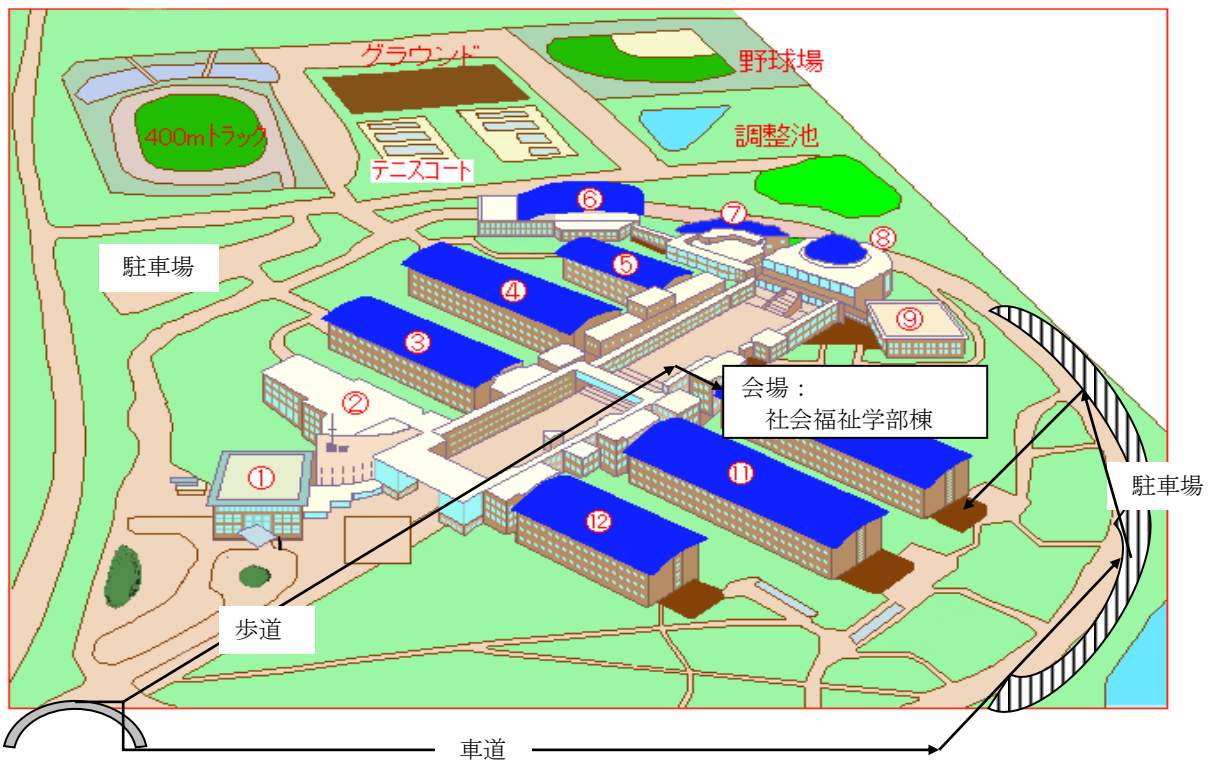 グラウンド
野球場
400mトラック
調整池
テニスコート
⑥
⑦
⑧
駐車場
⑤
④
⑨
③
会場：
社会福祉学部棟
②
①
⑪
駐車場
⑫
歩道
車道